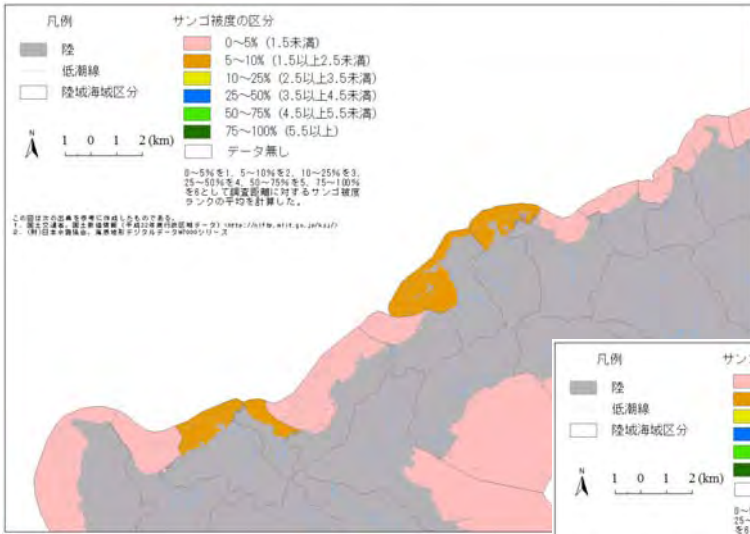 凡例
陸
低潮線
陸域海域区分
N
1 0 1 2 (km)
サンゴ被度の区分
0～5% (1.5未満)
5～10% (1.5以上2.5未満)
10～25% (2.5以上3.5未満)
25～50% (3.5以上4.5未満)
50～75% (4.5以上5.5未満)
75～100% (5.5以上)
データ無し
0～5%を1、5～10%を2、10～25%を3、
25～50%を4、50～75%を5、75～100%
を6として調査距離に対するサンゴ被度
ランクの平均を計算した。
この図は次の出典を参考に作成したものである。
凡例
陸
低潮線
陸域海域区分
N
1 0 1 2 (km)
サン
0～
25～
を6